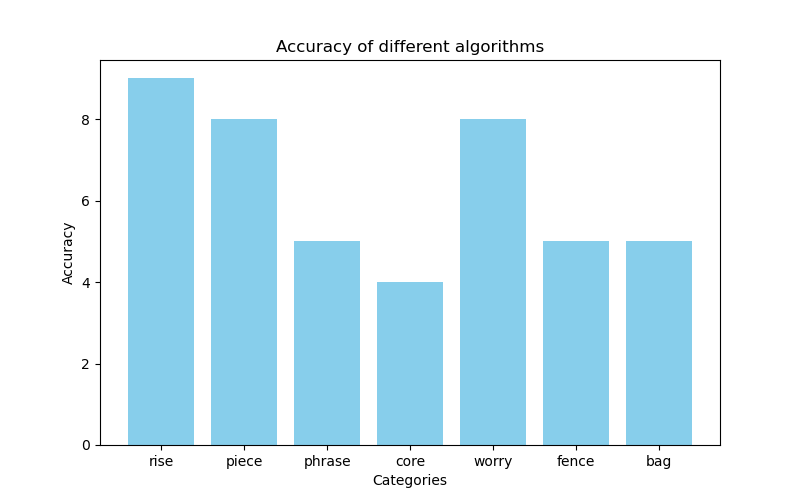 Accuracy of different algorithms
Accuracy
8
6
4
2
0
rise piece phrase core worry fence bag
Categories